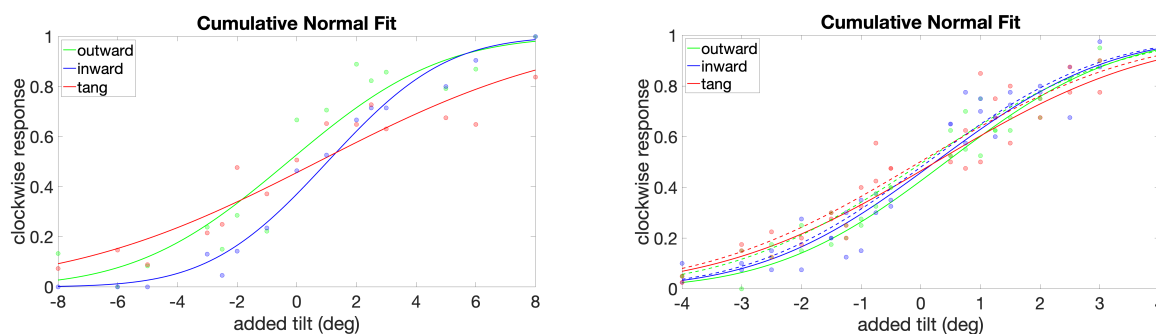 Cumulative Normal Fit
1
0.8
0.6
0.4
0.2
0
outward
inward
tang
clockwise response
-8
-6
-4
-2
0
2
4
6
8
added tilt (deg)
Cumulative Normal Fit
1
0.8
0.6
0.4
0.2
0
outward
inward
tang
clockwise response
-4
-3
-2
-1
0
1
2
3
added tilt (deg)